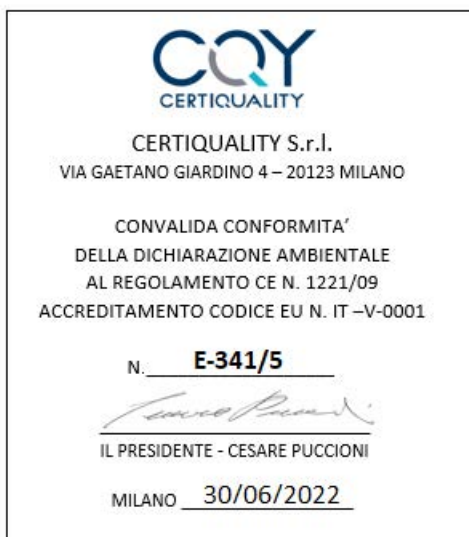 CQY
CERTIQUALITY
CERTIQUALITY S.r.l.
VIA GAETANO GIARDINO 4 – 20123 MILANO
CONVALIDA CONFORMITA'
DELLA DICHIARAZIONE AMBIENTALE
AL REGOLAMENTO CE N. 1221/09
ACCREDITAMENTO CODICE EU N. IT –V-0001
N. E-341/5
IL PRESIDENTE - CESARE PUCCIONI
MILANO 30/06/2022